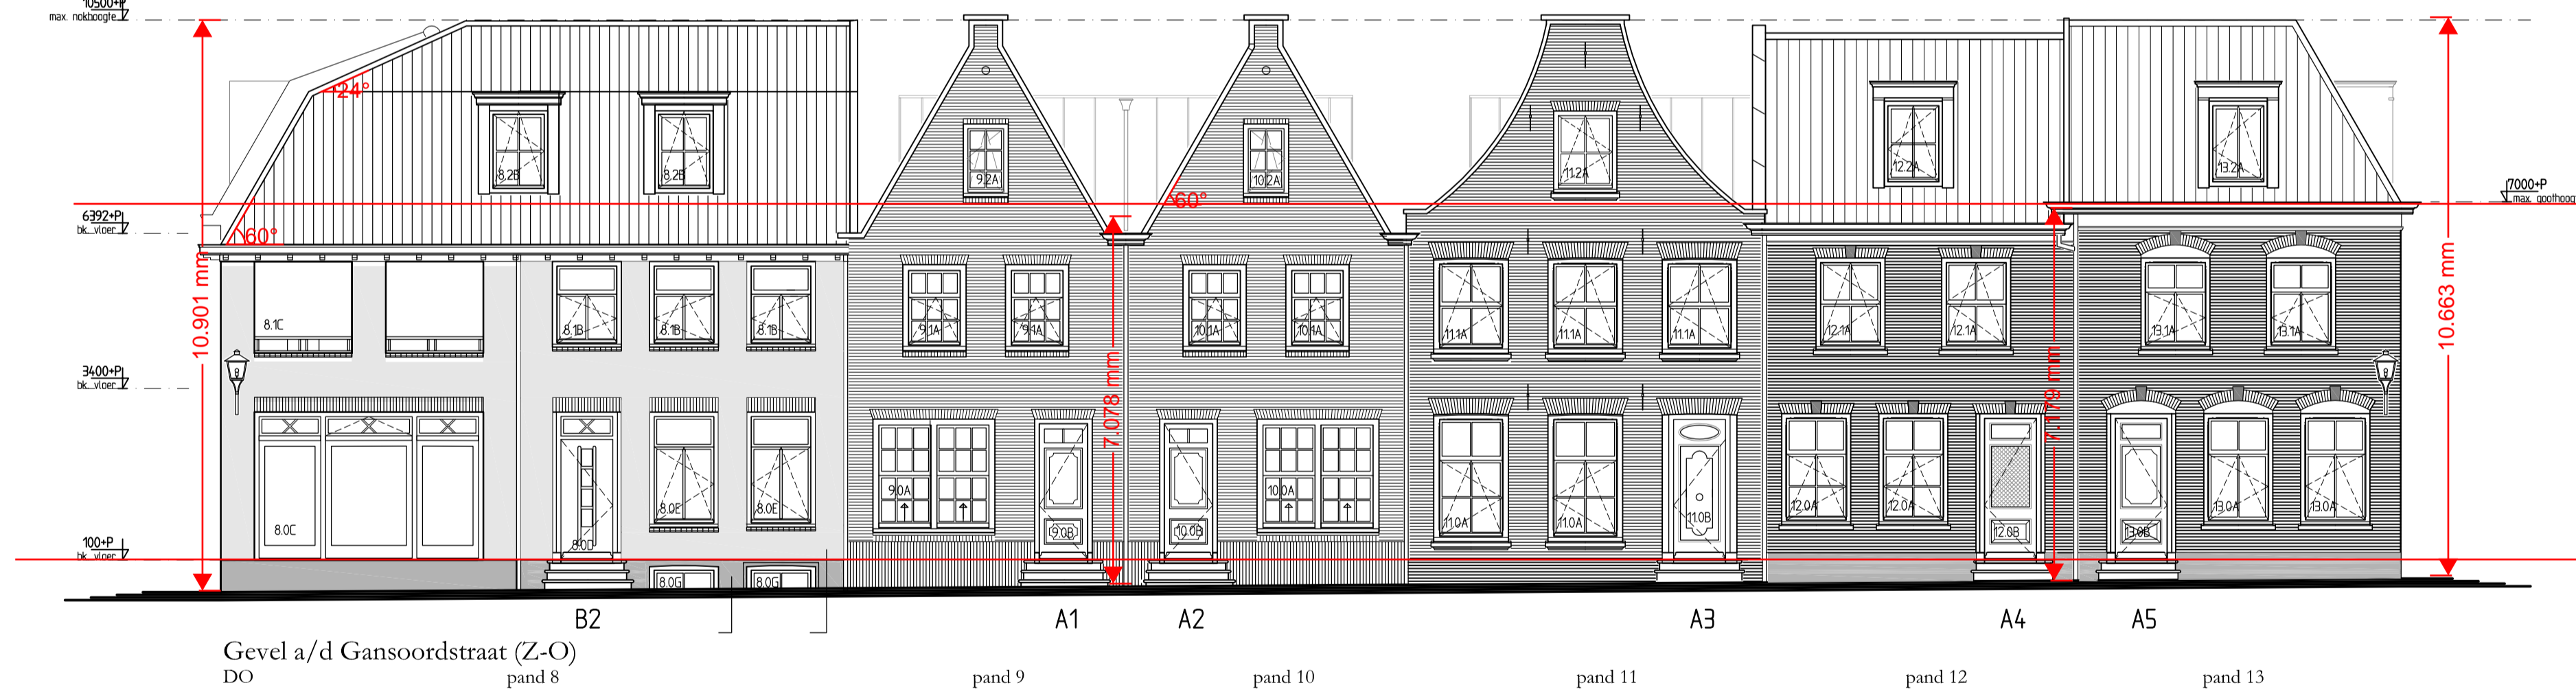 10500+P
max. nokhoogte
24°
8.2B
8.2B
9.2A
10.2A
11.2A
12.2A
13.2A
60°
7000+P
max. goothoog
6392+P
bk. vloer
60°
10.901 mm
7.078 mm
7.179 mm
10.663 mm
8.1C
8.1B
8.1B
8.1B
9.1A
9.1A
10.1A
10.1A
11.1A
11.1A
11.1A
12.1A
12.1A
13.1A
13.1A
3400+P
bk. vloer
8
8
100+P
bk. vloer
8.0C
8.0D
8.0E
8.0E
9.0A
9.0B
10.0B
10.0A
11.0A
11.0A
11.0B
12.0A
12.0A
12.0B
13.0B
13.0A
13.0A
8.0G
8.0G
B2
A1
A2
A3
A4
A5
Gevel a/d Gansoordstraat (Z-O)
DO
pand 8
pand 9
pand 10
pand 11
pand 12
pand 13